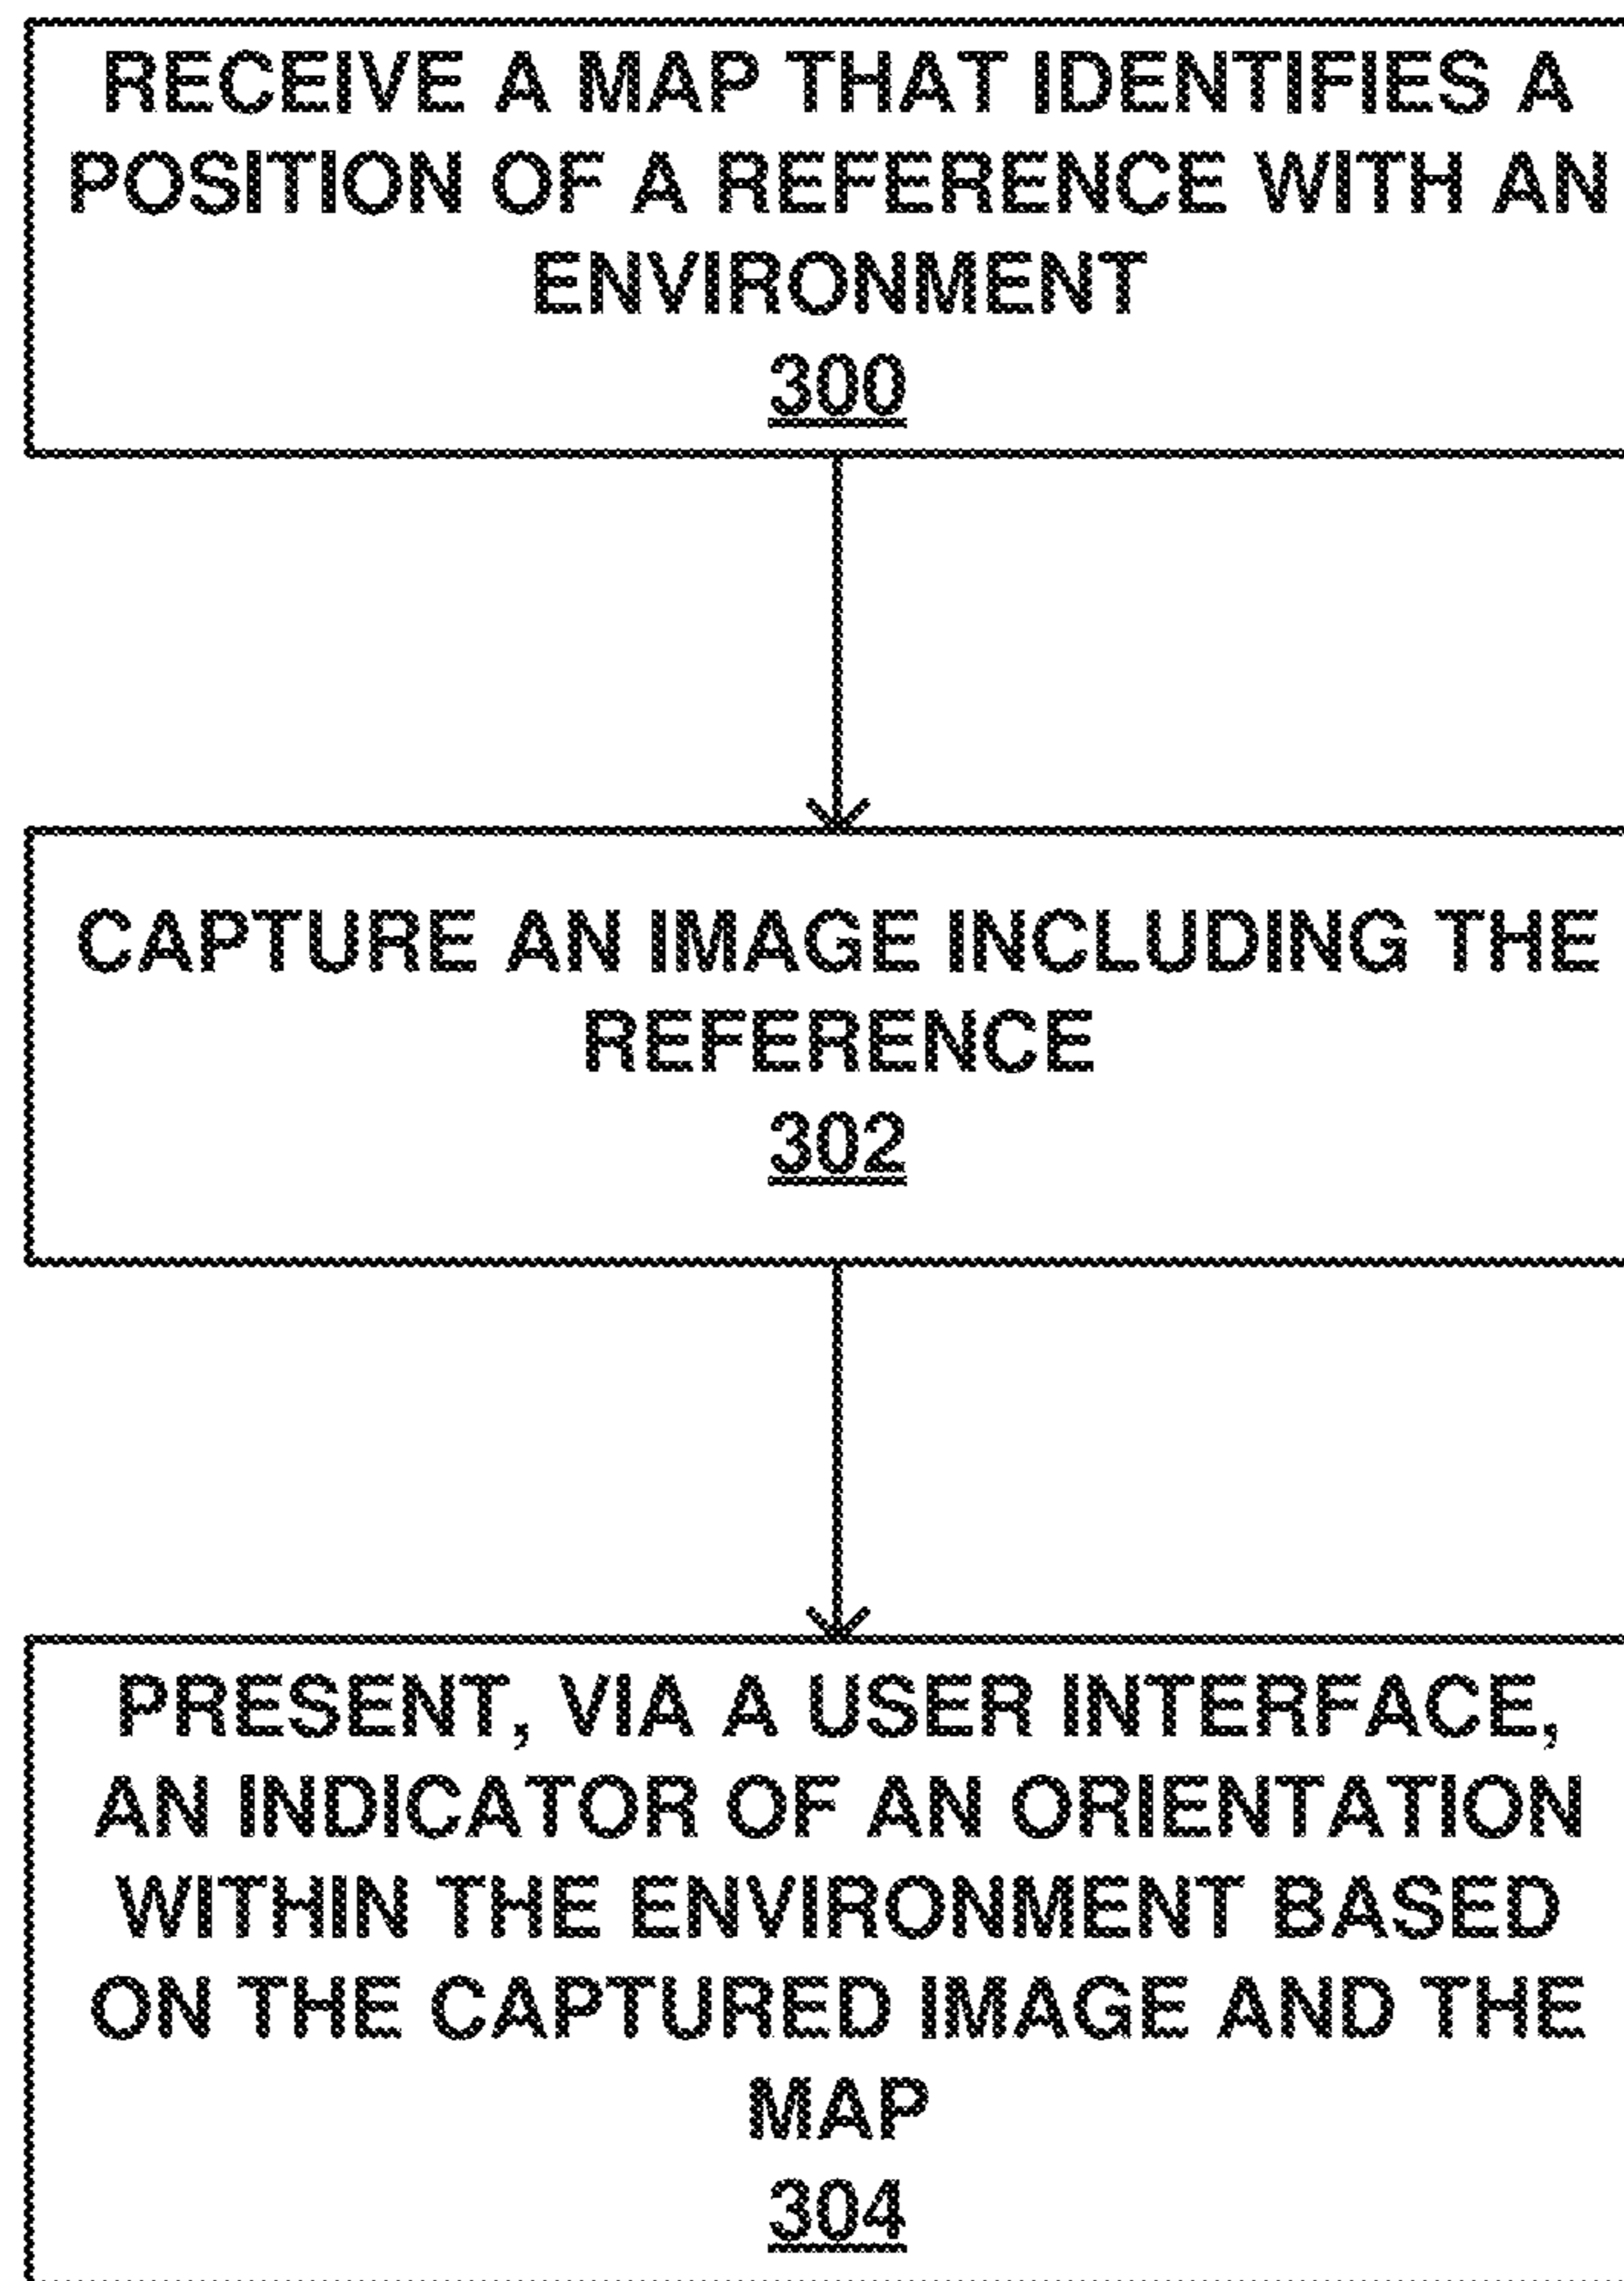 RECEIVE A MAP THAT IDENTIFIES A
POSITION OF A REFERENCE WITH AN
ENVIRONMENT
300
CAPTURE AN IMAGE INCLUDING THE
REFERENCE
302
PRESENT, VIA A USER INTERFACE,
AN INDICATOR OF AN ORIENTATION
WITHIN THE ENVIRONMENT BASED
ON THE CAPTURED IMAGE AND THE
MAP
304